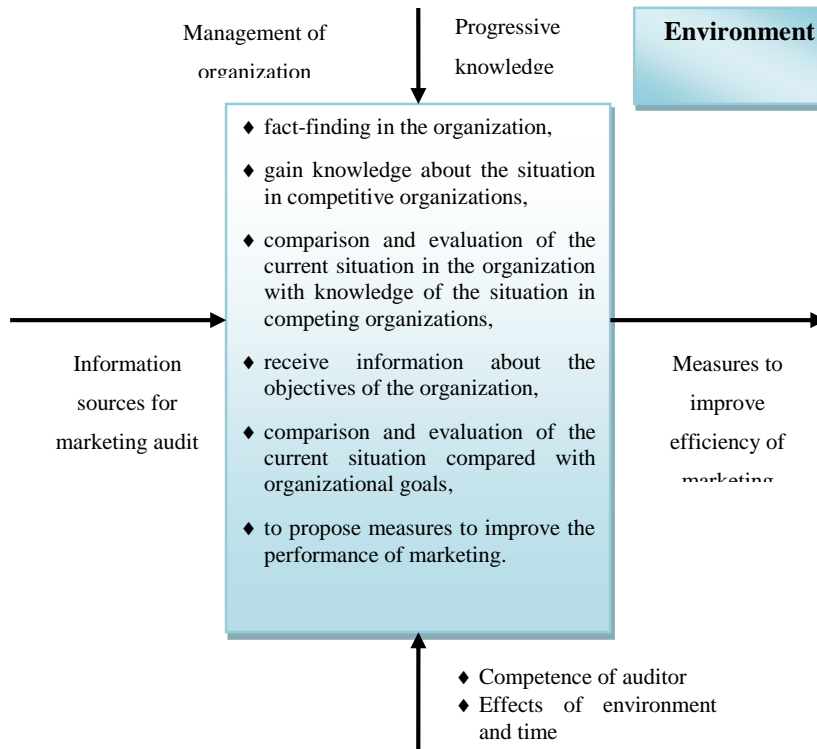 Management of
organization
Progressive
knowledge
Environment
♦ fact-finding in the organization,
♦ gain knowledge about the situation
in competitive organizations,
♦ comparison and evaluation of the
current situation in the organization
with knowledge of the situation in
competing organizations,
♦ receive information about the
objectives of the organization,
♦ comparison and evaluation of the
current situation compared with
organizational goals,
♦ to propose measures to improve the
performance of marketing.
Information
sources for
marketing audit
Measures to
improve
efficiency of
marketing
♦ Competence of auditor
♦ Effects of environment
and time